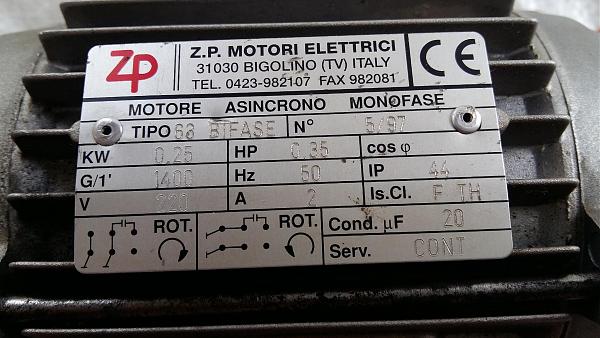 ZP
Z.P. MOTORI ELETTRICI
31030 BIGOLINO (TV) ITALY
TEL. 0423-982107 FAX 982081
CE
MOTORE ASINCRONO MONOFASE
TIPO 68 BIFASE N° 5/97
KW 0,25 HP 0,35 cos φ
G/1' 1400 Hz 50 IP 44
V 220 A 2 Is.Cl. F TH
ROT. ROT. Cond. µF 20
Serv. CONT